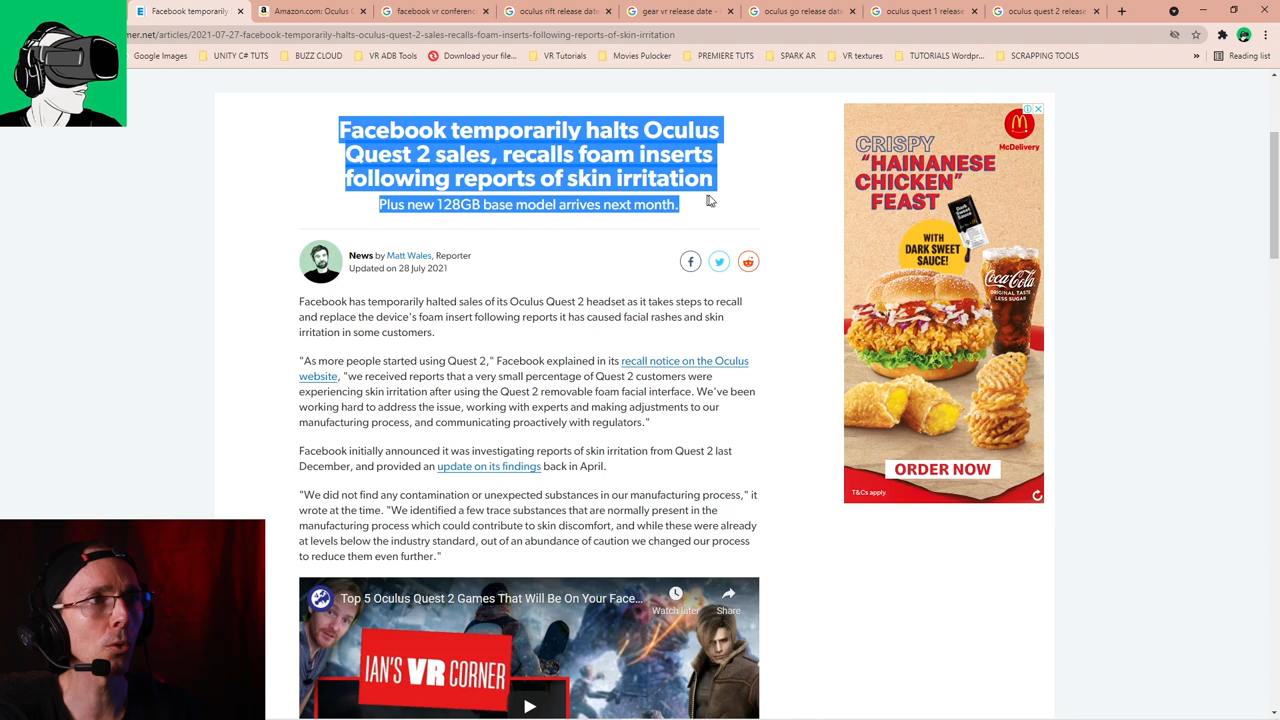 Facebook temporarily
Amazon.com: Oculus
facebook vr conferenc
oculus rift release date
gear vr release date - G
oculus go release date
oculus quest 1 release
oculus quest 2 release
mer.net/articles/2021-07-27-facebook-temporarily-halts-oculus-quest-2-sales-recalls-foam-inserts-following-reports-of-skin-irritation
Google Images
UNITY C# TUTS
BUZZ CLOUD
VR ADB Tools
Download your file...
VR Tutorials
Movies Pulocker
PREMIERE TUTS
SPARK AR
VR textures
TUTORIALS Wordpr...
SCRAPPING TOOLS
»
Reading list
Facebook temporarily halts Oculus
Quest 2 sales, recalls foam inserts
following reports of skin irritation
Plus new 128GB base model arrives next month.
News by Matt Wales, Reporter
Updated on 28 July 2021
Facebook has temporarily halted sales of its Oculus Quest 2 headset as it takes steps to recall
and replace the device's foam insert following reports it has caused facial rashes and skin
irritation in some customers.
"As more people started using Quest 2," Facebook explained in its recall notice on the Oculus
website, "we received reports that a very small percentage of Quest 2 customers were
experiencing skin irritation after using the Quest 2 removable foam facial interface. We've been
working hard to address the issue, working with experts and making adjustments to our
manufacturing process, and communicating proactively with regulators."
Facebook initially announced it was investigating reports of skin irritation from Quest 2 last
December, and provided an update on its findings back in April.
"We did not find any contamination or unexpected substances in our manufacturing process," it
wrote at the time. "We identified a few trace substances that are normally present in the
manufacturing process which could contribute to skin discomfort, and while these were already
at levels below the industry standard, out of an abundance of caution we changed our process
to reduce them even further."
Top 5 Oculus Quest 2 Games That Will Be On Your Face...
Watch later
Share
IAN'S VR CORNER
McDelivery
CRISPY
"HAINANESE
CHICKEN"
FEAST
Dark
Sweet
Sauce
WITH
DARK SWEET
SAUCE!
Coca-Cola
ORIGINAL TASTE
LESS SUGAR
ORDER NOW
T&Cs apply.